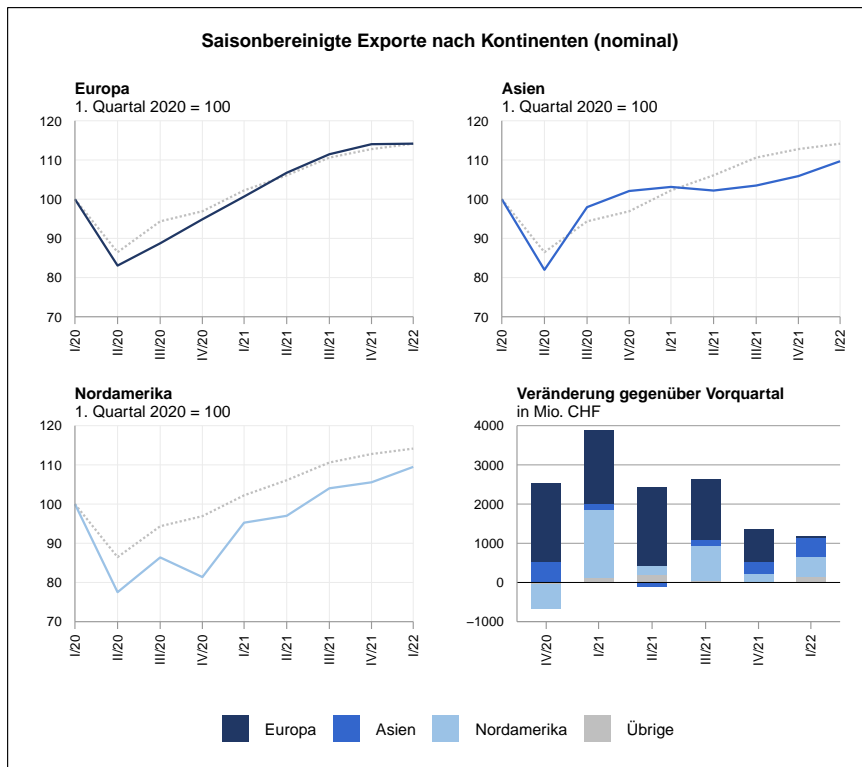 Saisonbereinigte Exporte nach Kontinenten (nominal)
Europa
1. Quartal 2020 = 100
120
110
100
90
80
70
I/20
II/20
III/20
IV/20
I/21
II/21
III/21
IV/21
I/22
Asien
1. Quartal 2020 = 100
120
110
100
90
80
70
I/20
II/20
III/20
IV/20
I/21
II/21
III/21
IV/21
I/22
Nordamerika
1. Quartal 2020 = 100
120
110
100
90
80
70
I/20
II/20
III/20
IV/20
I/21
II/21
III/21
IV/21
I/22
Veränderung gegenüber Vorquartal
in Mio. CHF
4000
3000
2000
1000
0
−1000
IV/20
I/21
II/21
III/21
IV/21
I/22
Europa
Asien
Nordamerika
Übrige